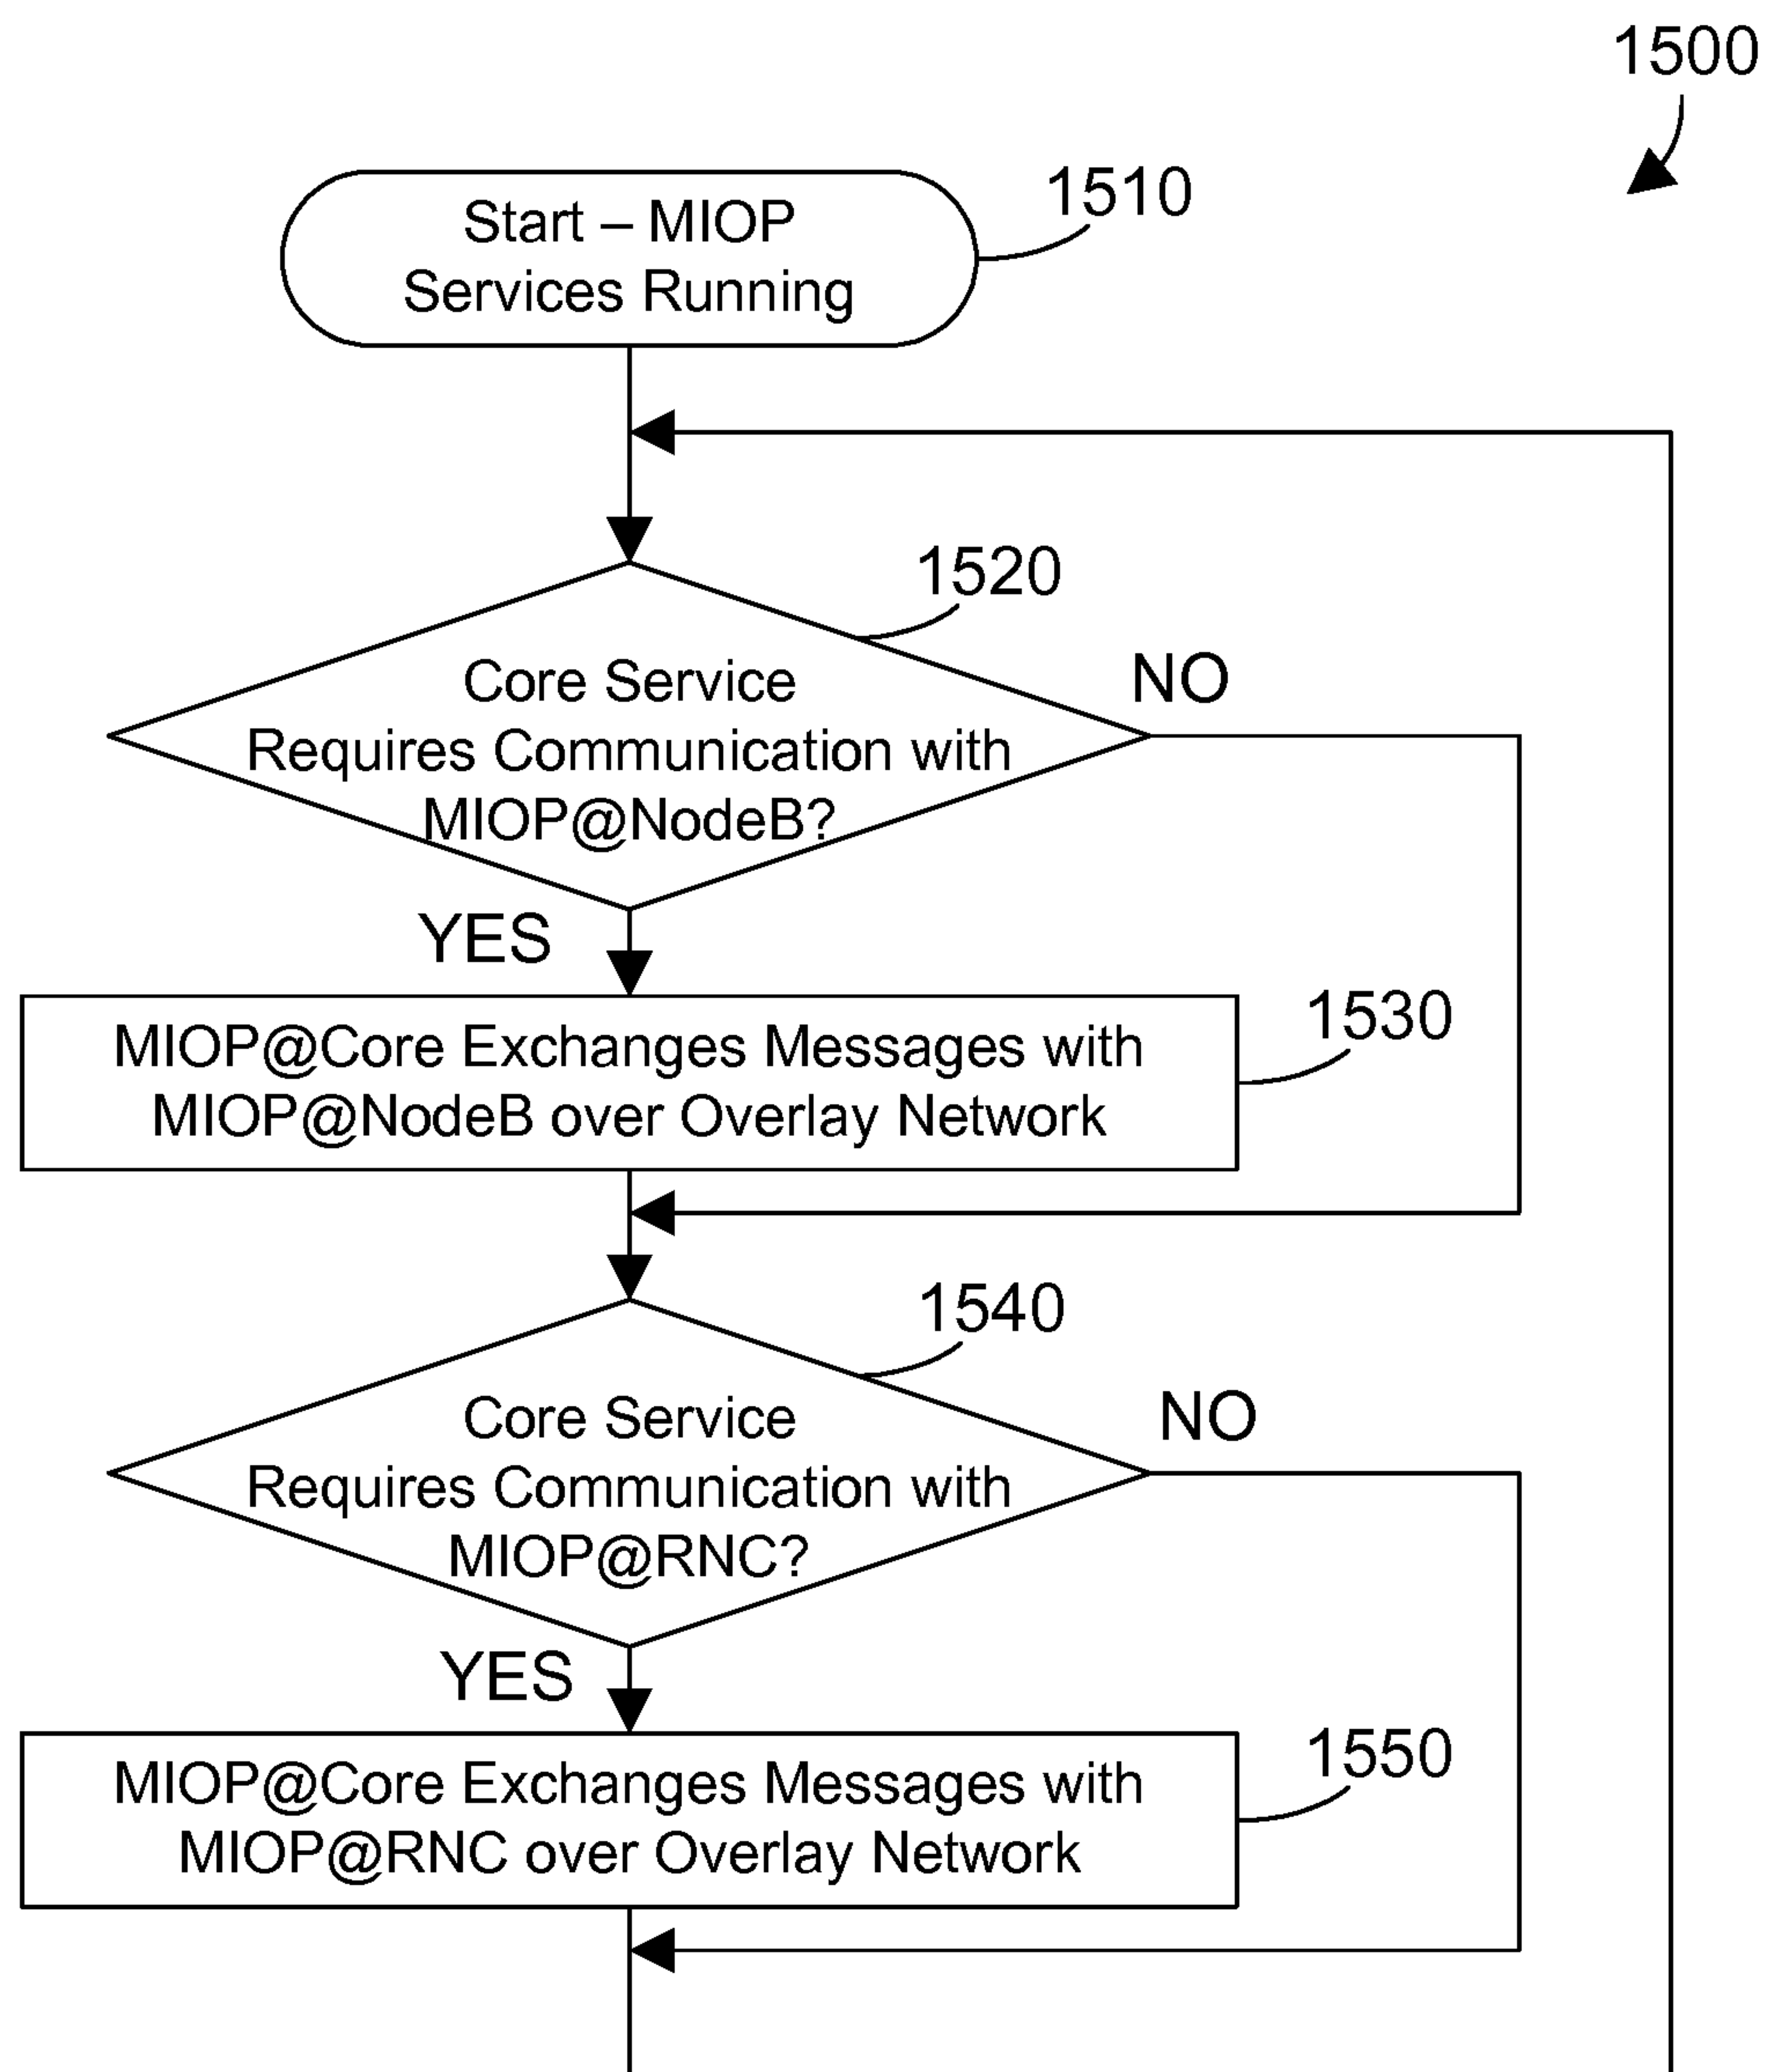 1500
Start – MIOP
Services Running
1510
1520
Core Service
Requires Communication with
MIOP@NodeB?
NO
YES
1530
MIOP@Core Exchanges Messages with
MIOP@NodeB over Overlay Network
1540
Core Service
Requires Communication with
MIOP@RNC?
NO
YES
1550
MIOP@Core Exchanges Messages with
MIOP@RNC over Overlay Network